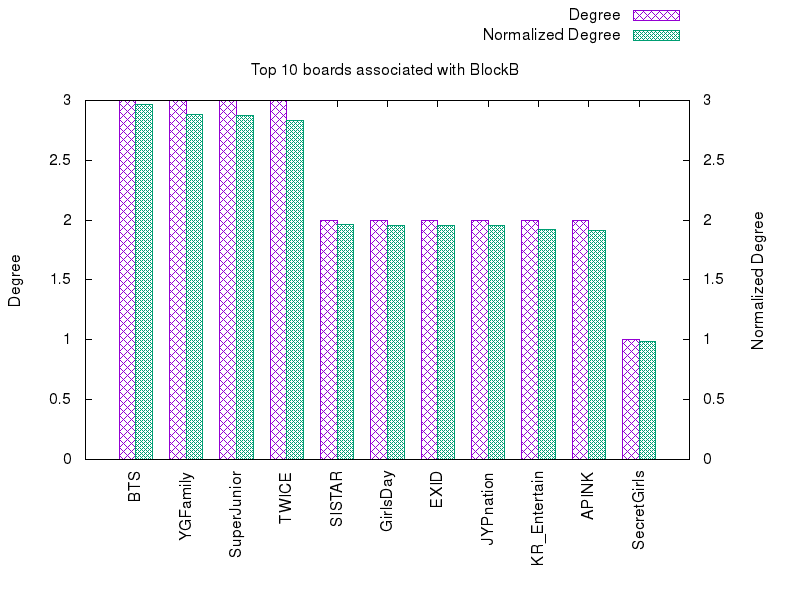 Degree
Normalized Degree
Top 10 boards associated with BlockB
3
2.5
2
1.5
1
0.5
0
3
2.5
2
1.5
1
0.5
0
Degree
Normalized Degree
BTS
YGFamily
SuperJunior
TWICE
SISTAR
GirlsDay
EXID
JYPnation
KR_Entertain
APINK
SecretGirls